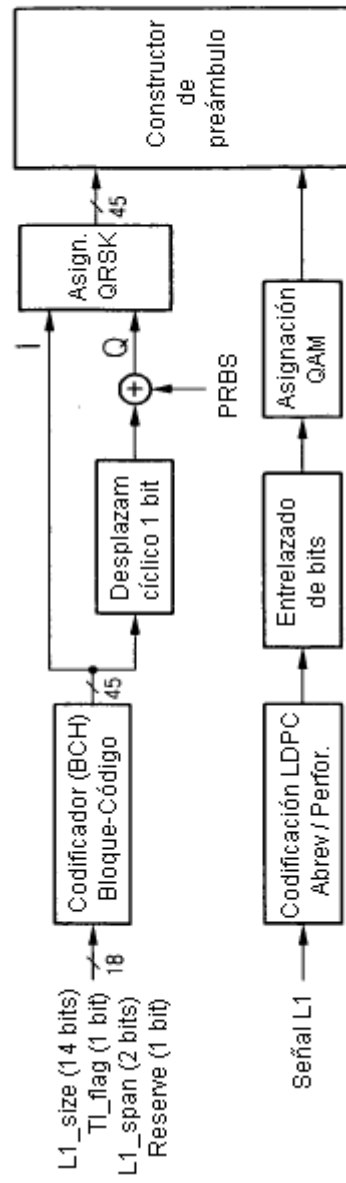 L1_size (14 bits)
TI_flag (1 bit)
L1_span (2 bits)
Reserve (1 bit)
18
Codificador (BCH)
Bloque-Código
45
I
Desplazam
cíclico 1 bit
Q
PRBS
Asign.
QRSK
45
Constructor
de
preámbulo
Señal L1
Codificación LDPC
Abrev / Perfor.
Entrelazado
de bits
Asignación
QAM